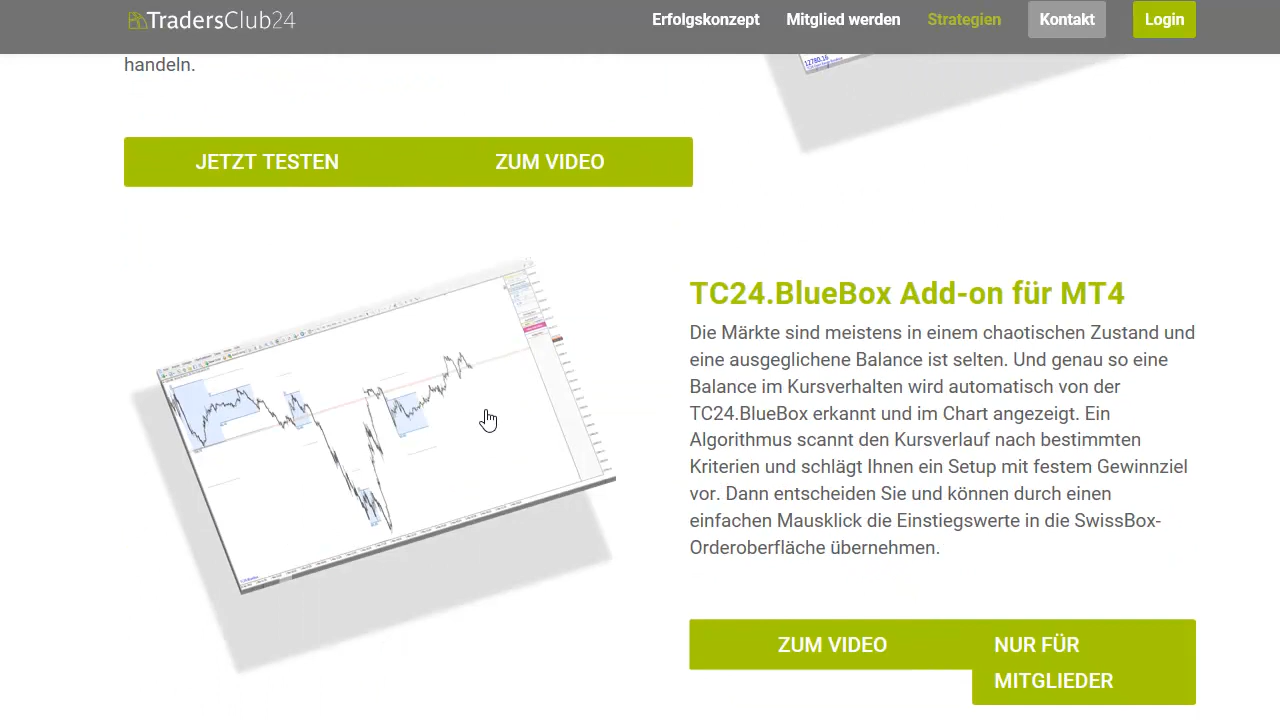 TradersClub24
Erfolgskonzept
Mitglied werden
Strategien
Kontakt
Login
handeln.
12780.16
JETZT TESTEN
ZUM VIDEO
TC24.BlueBox Add-on für MT4
Die Märkte sind meistens in einem chaotischen Zustand und
eine ausgeglichene Balance ist selten. Und genau so eine
Balance im Kursverhalten wird automatisch von der
TC24.BlueBox erkannt und im Chart angezeigt. Ein
Algorithmus scannt den Kursverlauf nach bestimmten
Kriterien und schlägt Ihnen ein Setup mit festem Gewinnziel
vor. Dann entscheiden Sie und können durch einen
einfachen Mausklick die Einstiegswerte in die SwissBox-
Orderoberfläche übernehmen.
ZUM VIDEO
NUR FÜR
MITGLIEDER